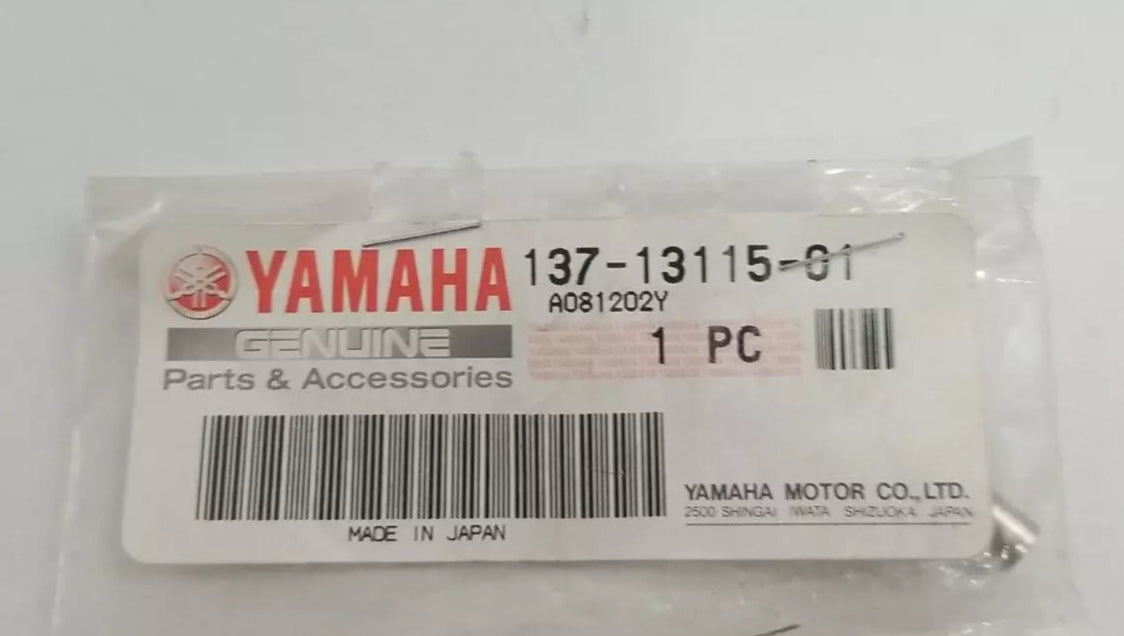 YAMAHA 137-13115-01
A081202Y
GENUINE 1 PC
Parts & Accessories
YAMAHA MOTOR CO., LTD.
2500 SHINGAI IWATA SHIZUOKA JAPAN
MADE IN JAPAN